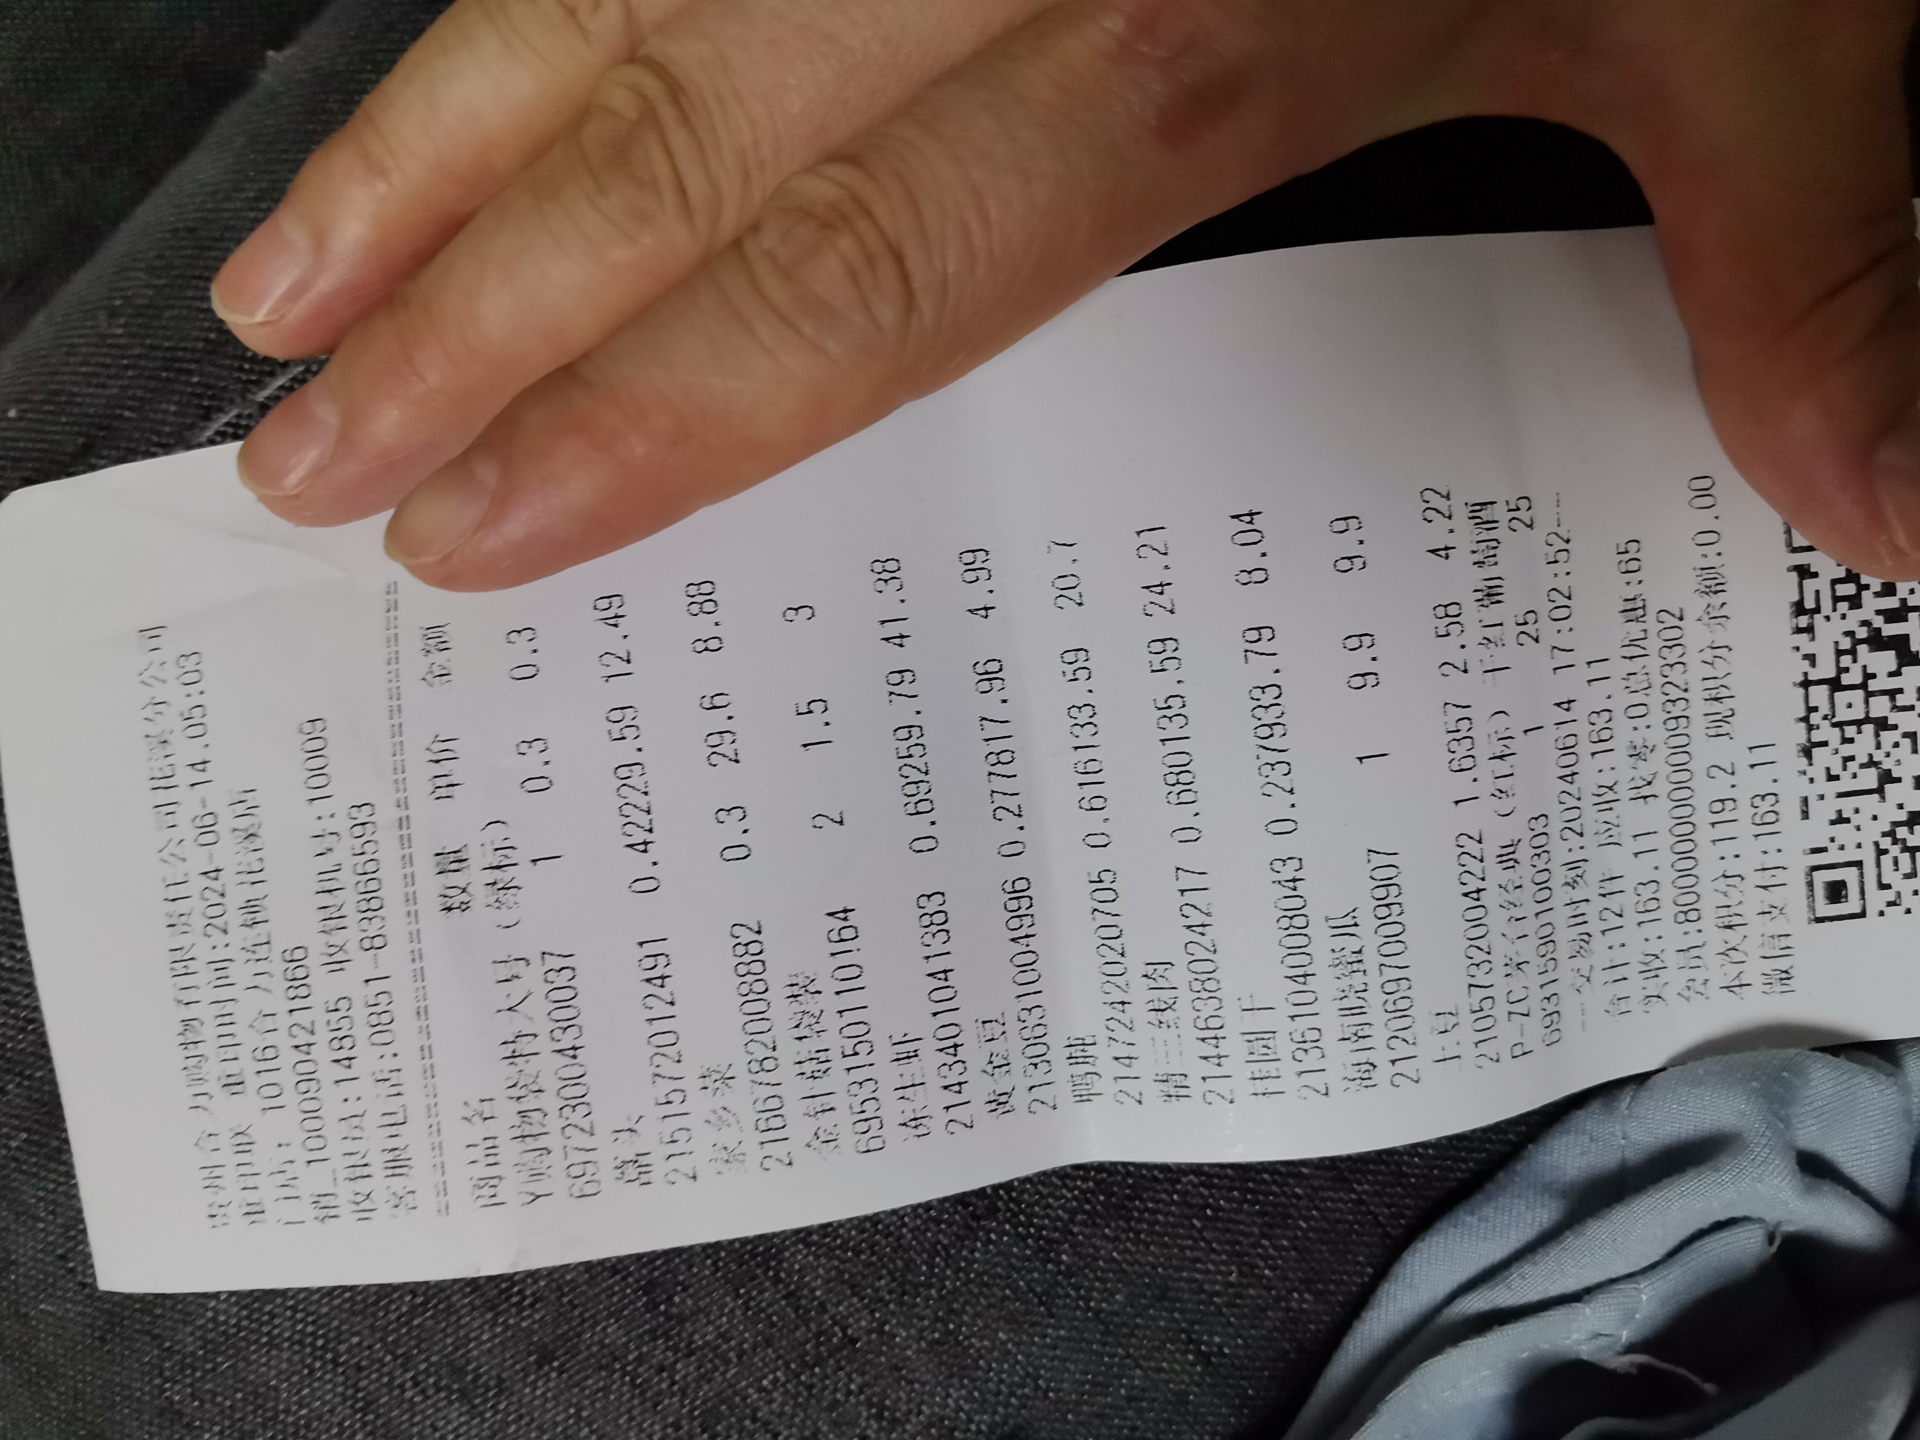 贵州合力购物有限责任公司花溪分公司
重印联 重印时间:2024-06-14.05:03
门店: 1016合力连锁花溪店
销_1000904218​66
收银员:14855 收银机号:10009
客服电话:0851-83866593
商品名 数量 单价 金额
Y购物袋特大号(绿标)
6972300430037 1 0.3 0.3
2151572012491 0.42229.59 12.49
2166782008882 0.3 29.6 8.88
金针菇袋装
6953150110164 2 1.5 3
冻生虾
2143401041383 0.69259.79 41.38
黄金豆
2130631004996 0.277817.96 4.99
鸭肫
2147242020705 0.616133.59 20.7
精三线肉
2144638024217 0.680135.59 24.21
桂圆干
2136104008043 0.237933.79 8.04
海南晓蜜瓜
2120697009907 1 9.9 9.9
土豆
2105732004222 1.6357 2.58 4.22
P-ZC茅台经典(红标)干红葡萄酒
6931590100303 1 25 25
---交易时刻:20240614 17:02:52---
合计:12件 应收:163.11
实收:163.11 找零:0总优惠:65
会员:80000000009323302
本次积分:119.2 现积分余额:0.00
微信支付:163.11